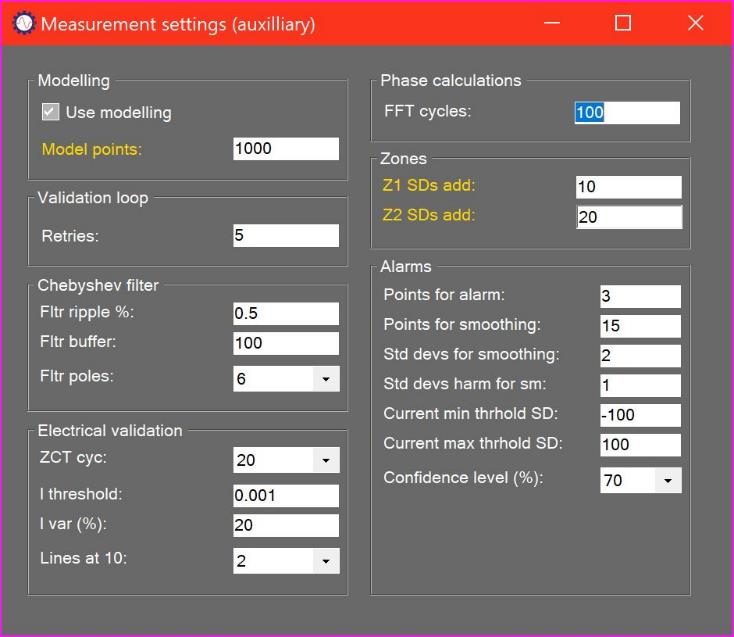 Measurement settings (auxilliary)
Modelling
Use modelling
Model points: 1000
Validation loop
Retries: 5
Chebyshev filter
Fltr ripple %: 0.5
Fltr buffer: 100
Fltr poles: 6
Electrical validation
ZCT cyc: 20
I threshold: 0.001
I var (%): 20
Lines at 10: 2
Phase calculations
FFT cycles: 100
Zones
Z1 SDs add: 10
Z2 SDs add: 20
Alarms
Points for alarm: 3
Points for smoothing: 15
Std devs for smoothing: 2
Std devs harm for sm: 1
Current min thrhold SD: -100
Current max thrhold SD: 100
Confidence level (%): 70